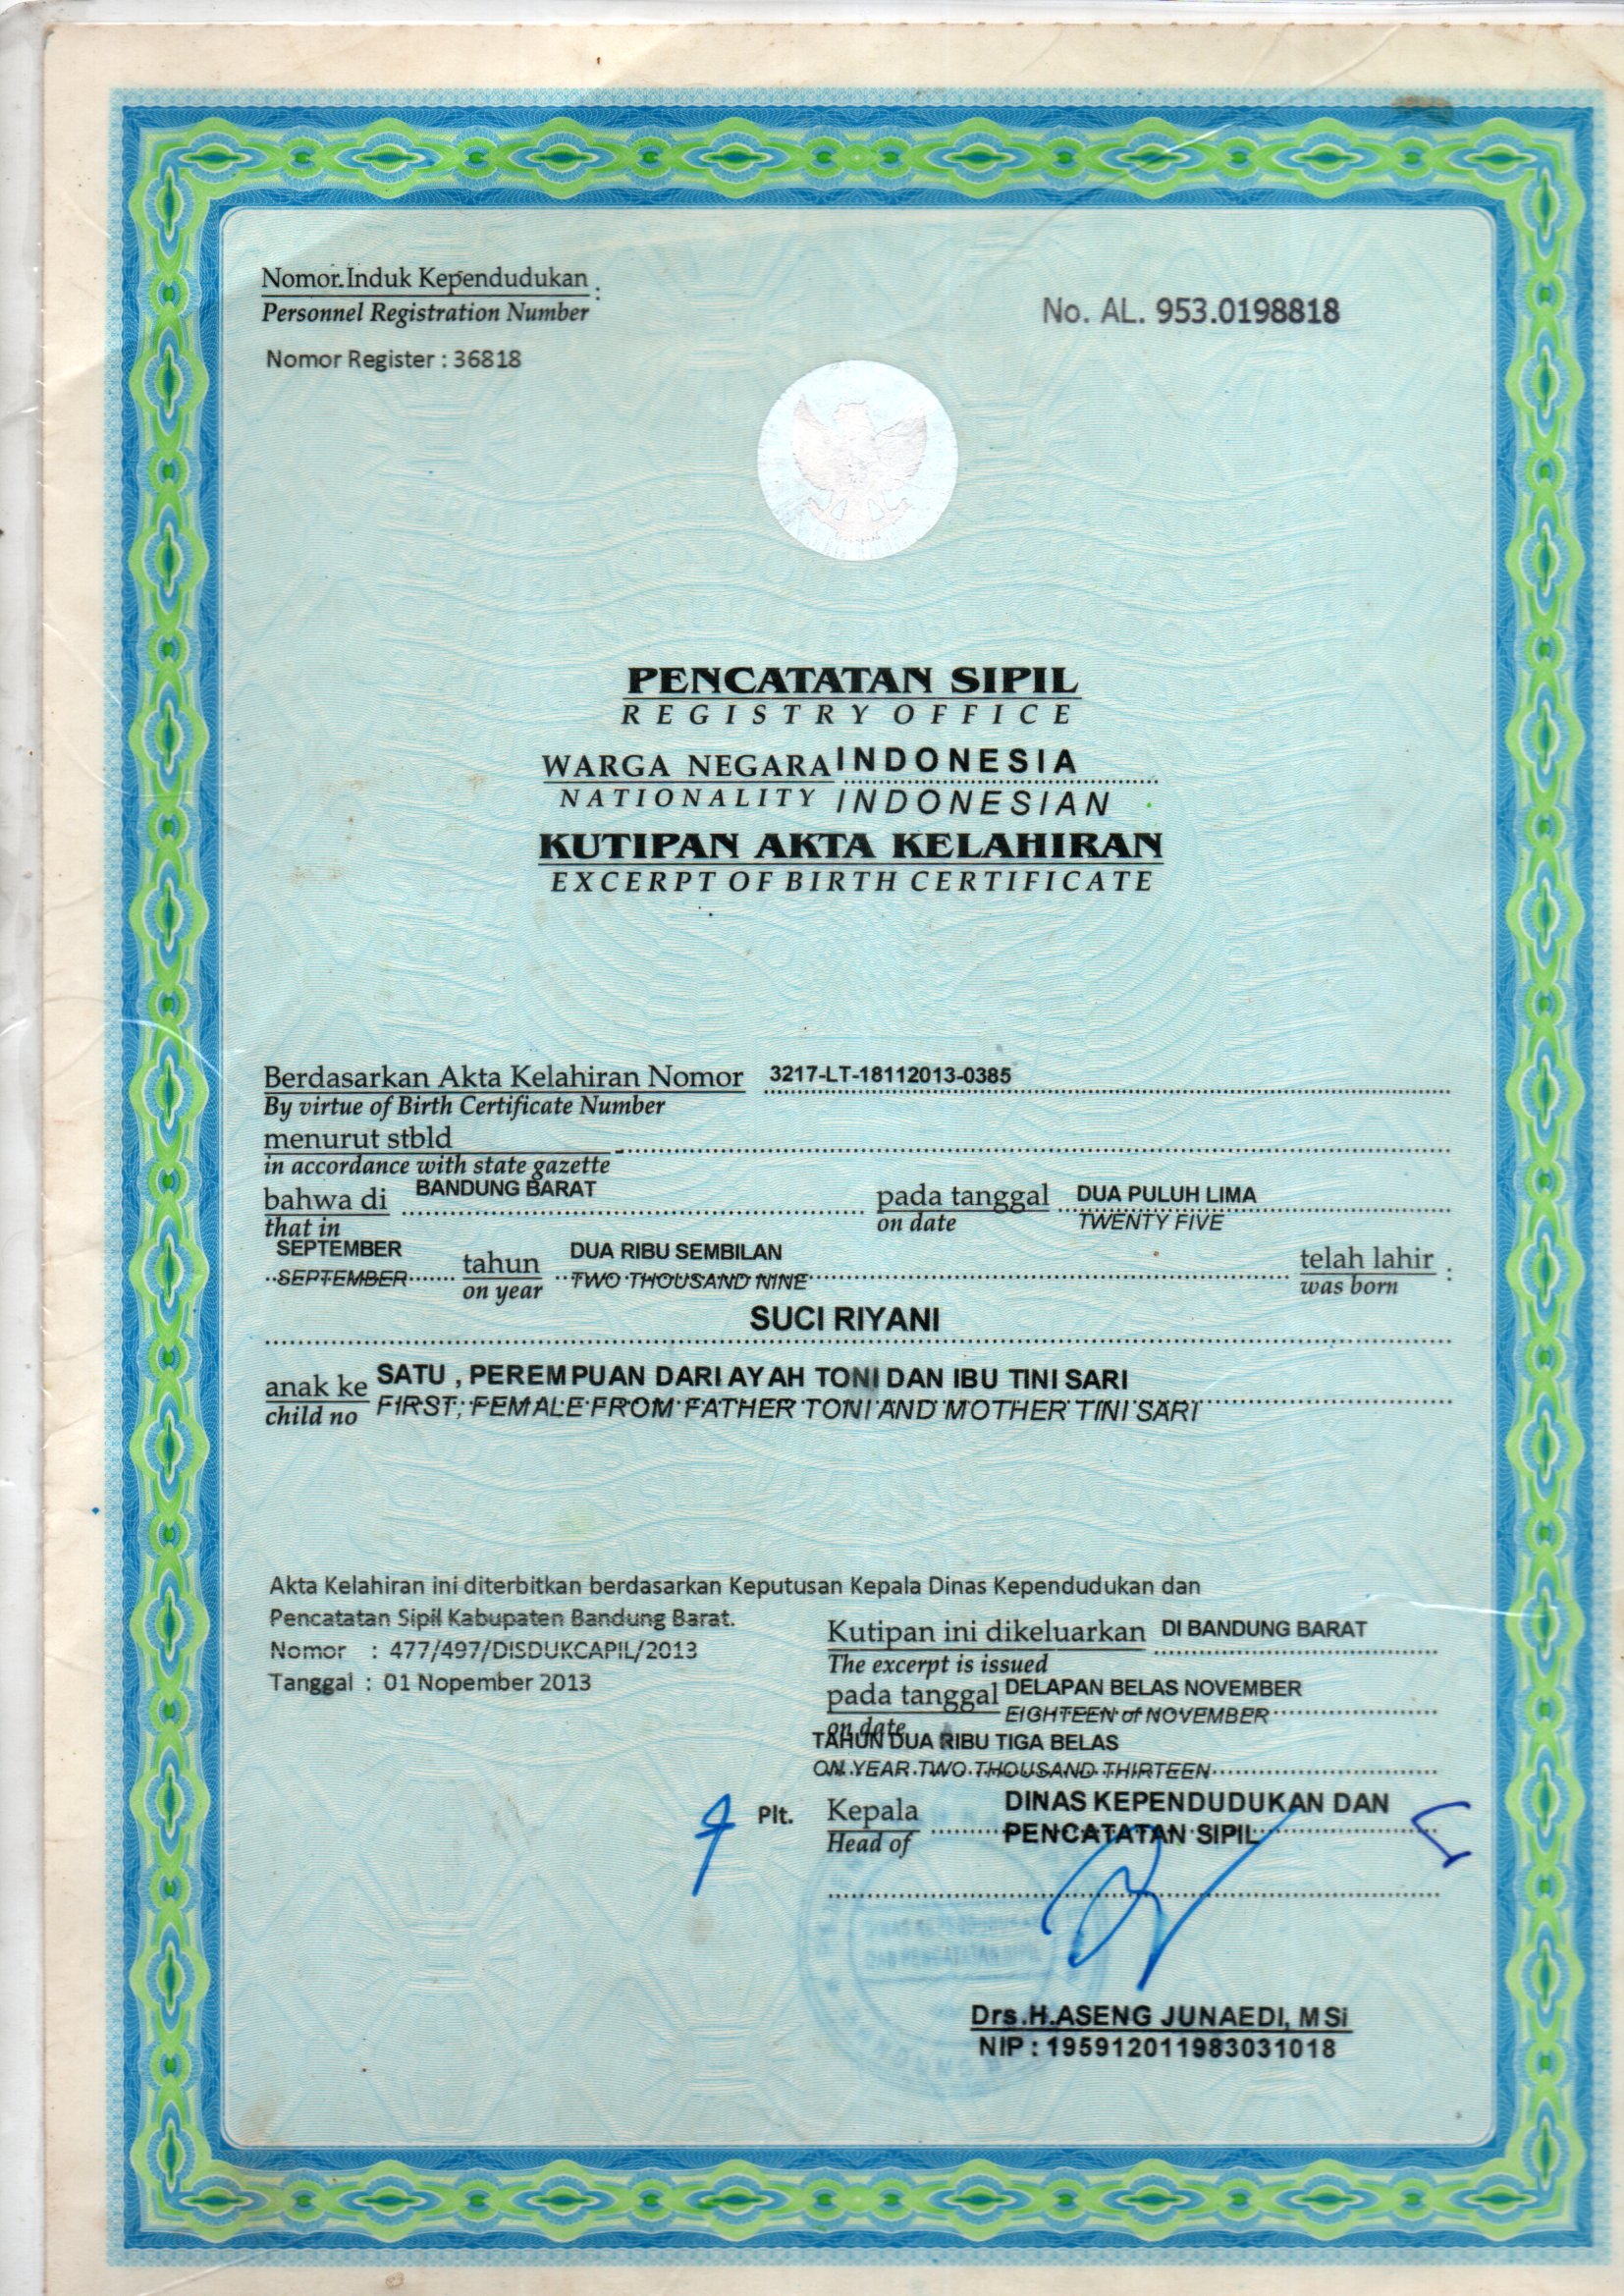 Nomor Induk Kependudukan :
Personnel Registration Number
No. AL. 953.0198818
Nomor Register : 36818
PENCATATAN SIPIL
REGISTRY OFFICE
WARGA NEGARA INDONESIA
NATIONALITY INDONESIAN
KUTIPAN AKTA KELAHIRAN
EXCERPT OF BIRTH CERTIFICATE
Berdasarkan Akta Kelahiran Nomor 3217-LT-18112013-0385
By virtue of Birth Certificate Number
menurut stbld
in accordance with state gazette
bahwa di BANDUNG BARAT pada tanggal DUA PULUH LIMA
that in on date TWENTY FIVE
SEPTEMBER tahun DUA RIBU SEMBILAN telah lahir :
SEPTEMBER on year TWO THOUSAND NINE was born
SUCI RIYANI
anak ke SATU , PEREMPUAN DARI AYAH TONI DAN IBU TINI SARI
child no FIRST, FEMALE FROM FATHER TONI AND MOTHER TINI SARI
Akta Kelahiran ini diterbitkan berdasarkan Keputusan Kepala Dinas Kependudukan dan
Pencatatan Sipil Kabupaten Bandung Barat.
Nomor : 477/497/DISDUKCAPIL/2013
Tanggal : 01 Nopember 2013
Kutipan ini dikeluarkan DI BANDUNG BARAT
The excerpt is issued
pada tanggal DELAPAN BELAS NOVEMBER
on date EIGHTEEN of NOVEMBER
TAHUN DUA RIBU TIGA BELAS
ON YEAR TWO THOUSAND THIRTEEN
Plt. Kepala DINAS KEPENDUDUKAN DAN
Head of PENCATATAN SIPIL
DAN PENCATATAN SIPIL
Drs.H.ASENG JUNAEDI, MSi
NIP : 195912011983031018